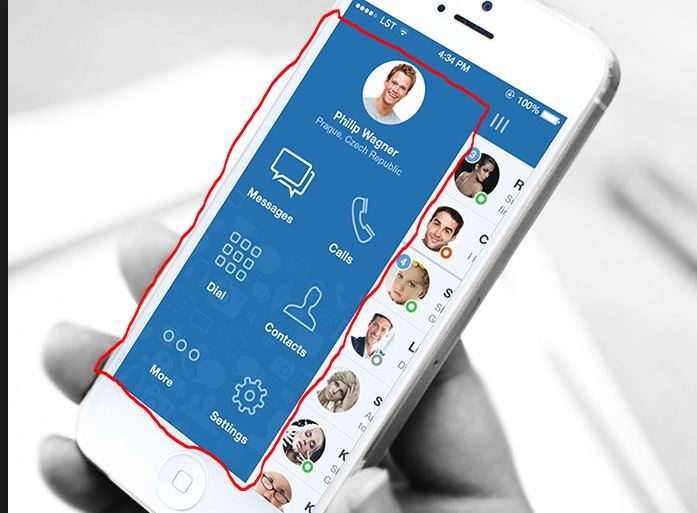 LST
4:34 PM
100%
Philip Wagner
Prague, Czech Republic
Messages
Calls
Dial
Contacts
More
Settings
3
R
C
4
S
L
S
K
K